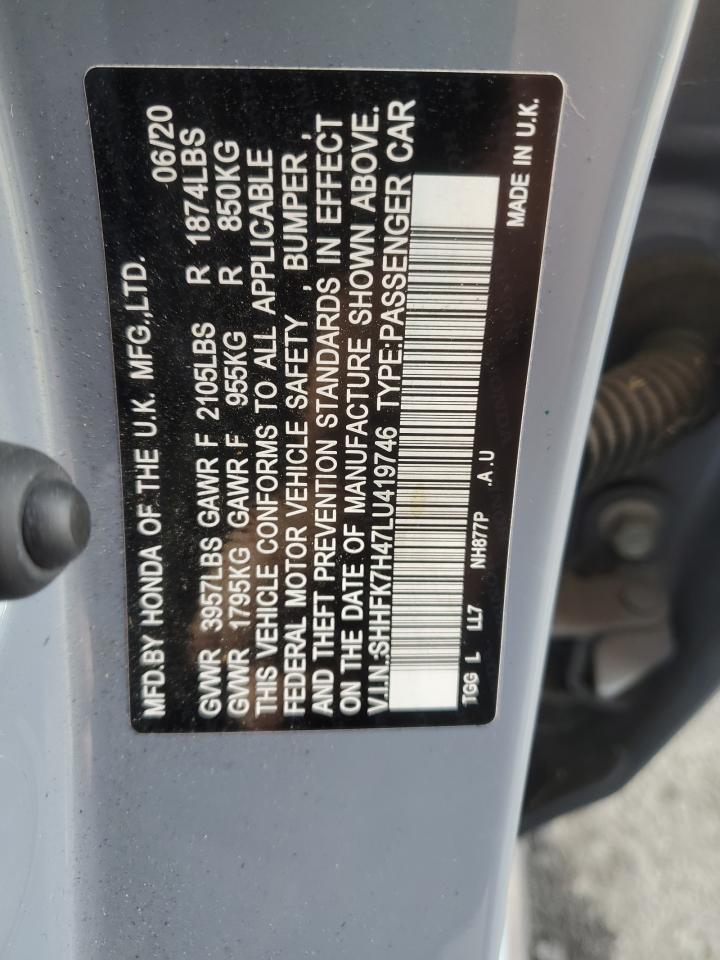 MFD.BY HONDA OF THE U.K. MFG.,LTD. 06/20
GVWR 3957LBS GAWR F 2105LBS R 1874LBS
GVWR 1795KG GAWR F 955KG R 850KG
THIS VEHICLE CONFORMS TO ALL APPLICABLE
FEDERAL MOTOR VEHICLE SAFETY , BUMPER ,
AND THEFT PREVENTION STANDARDS IN EFFECT
ON THE DATE OF MANUFACTURE SHOWN ABOVE.
V.I.N.:SHHFK7H47LU419746 TYPE:PASSENGER CAR
TGG L LL7 NH877P .A.U MADE IN U.K.